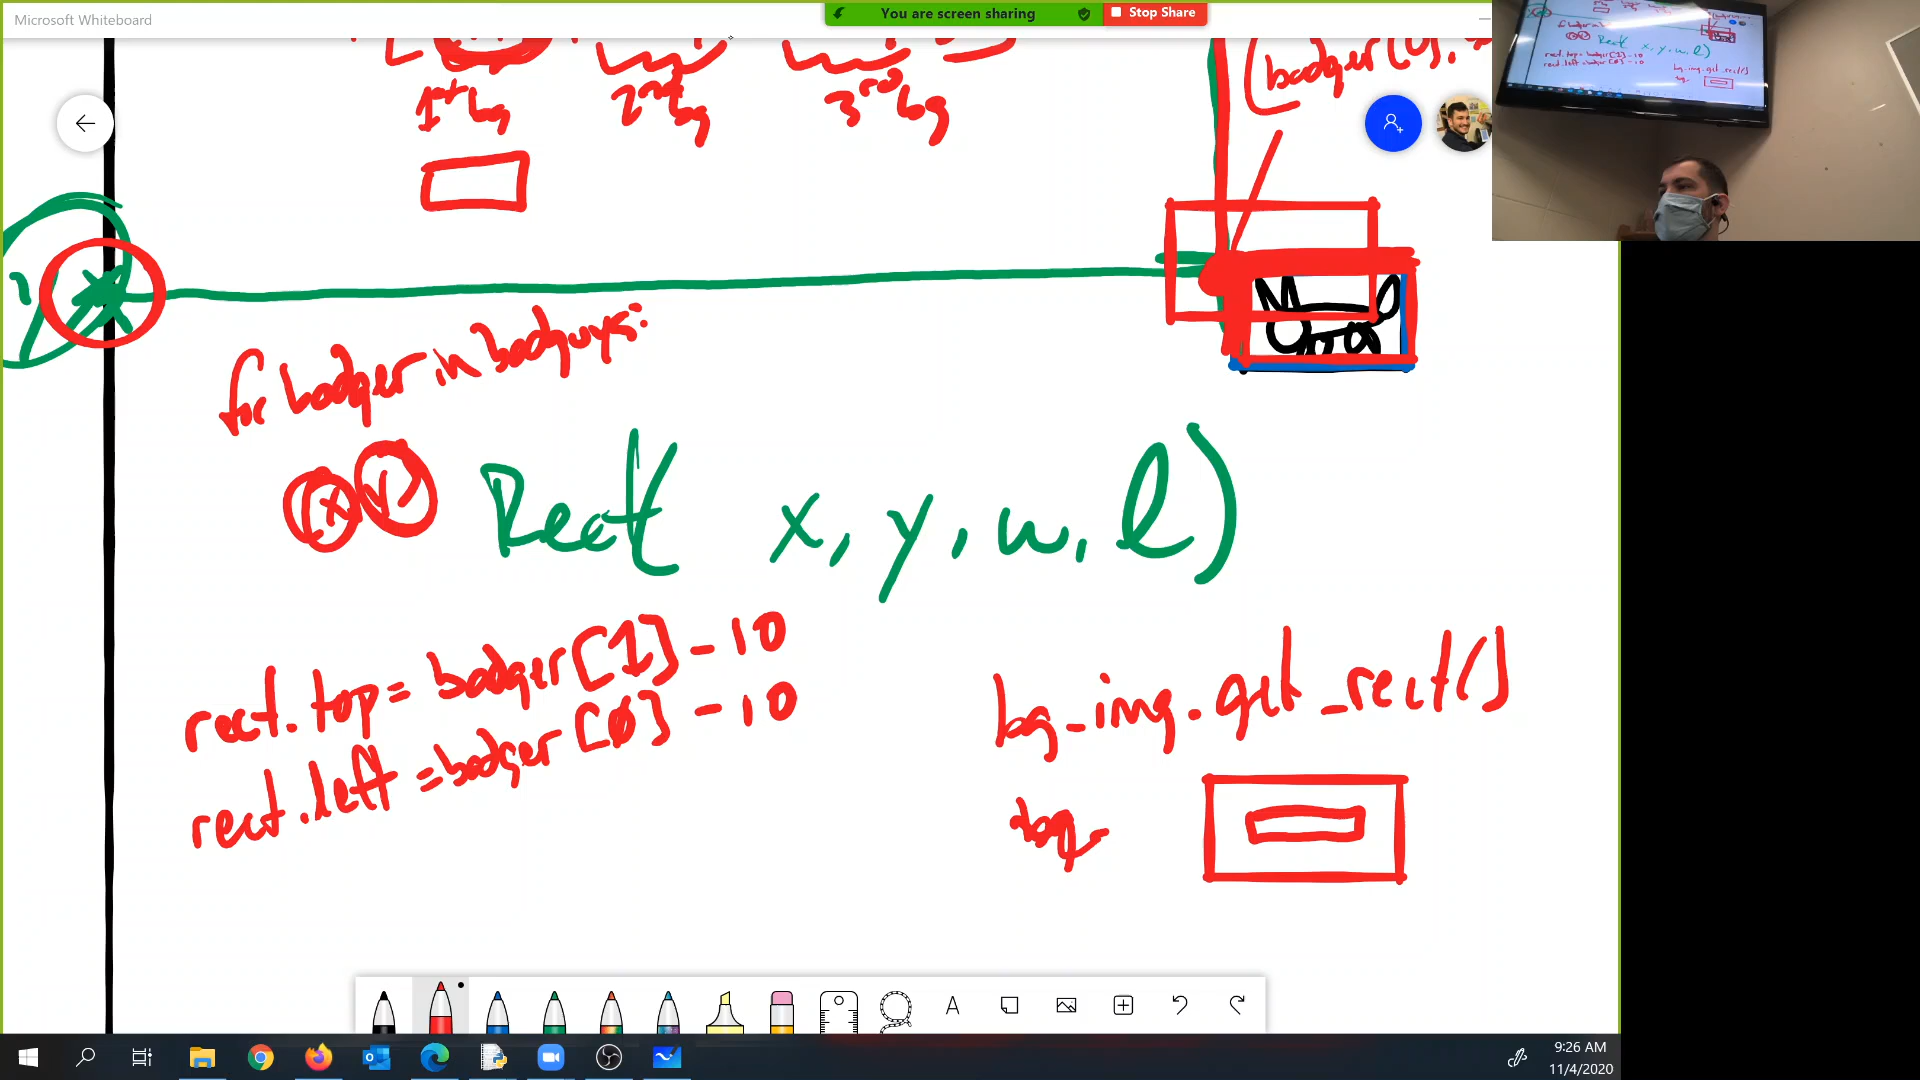 Microsoft Whiteboard
You are screen sharing
Stop Share
badger[0],
1st bg
2nd bg
3rd bg
for badger in badguys:
(x, y)
Rect( x, y, w, l)
rect.top = badger[1] - 10
rect.left = badger[0] - 10
bg_img.get_rect()
bg
A
9:26 AM
11/4/2020